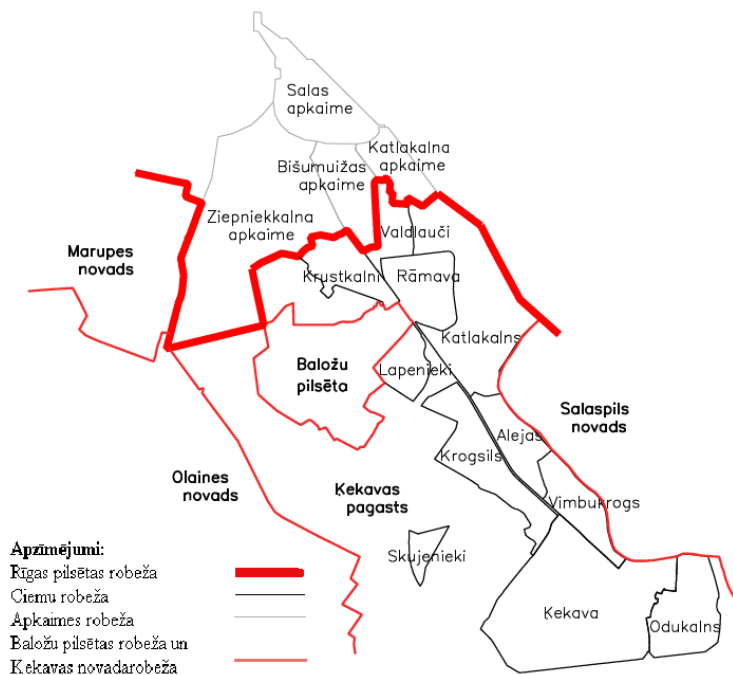 Salas
apkaime
Katlakalna
apkaime
Bišumuižas
apkaime
Ziepniekkalna
apkaime
Valdlauči
Marupes
novads
Krustkalni
Rāmava
Katlakalns
Baložu
pilsēta
Lapenieki
Salaspils
novads
Alejas
Krogsils
Olaines
novads
Ķekavas
pagasts
Vimbukrogs
Skujenieki
Ķekava
Odukalns
Apzīmējumi:
Rīgas pilsētas robeža
Ciemu robeža
Apkaimes robeža
Baložu pilsētas robeža un
Ķekavas novadarobeža